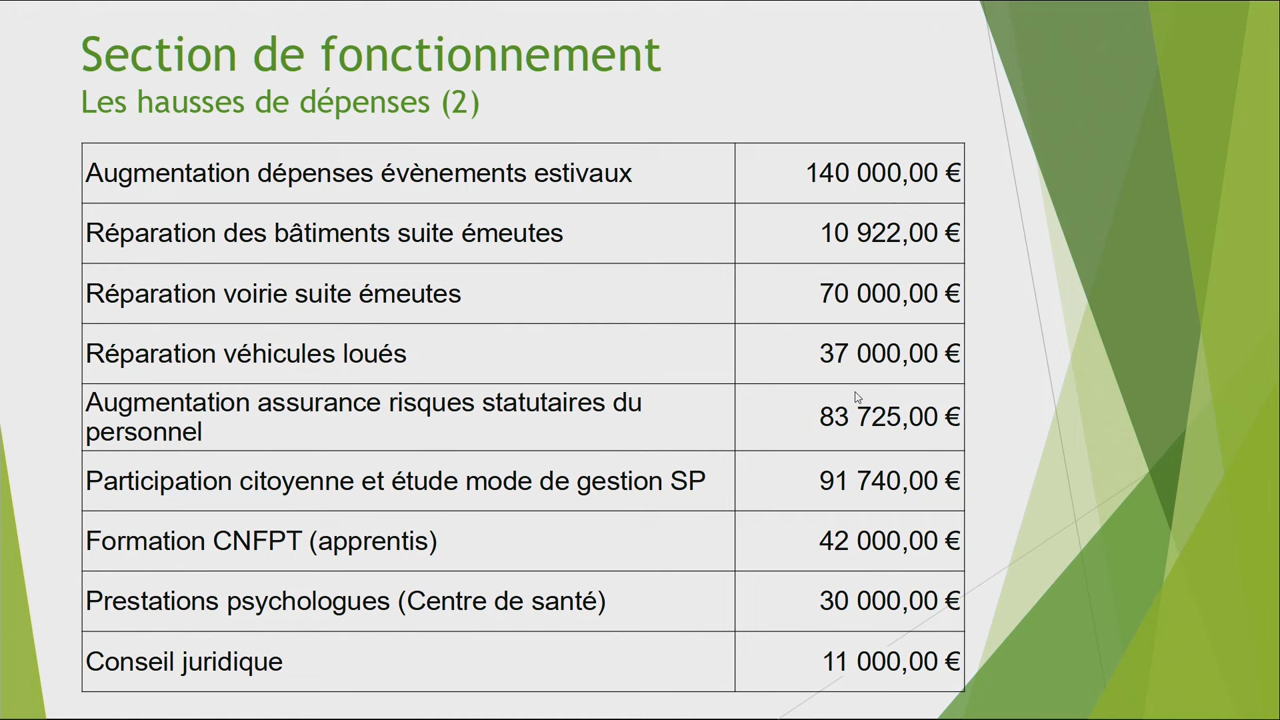 Section de fonctionnement
Les hausses de dépenses (2)
Augmentation dépenses évènements estivaux 140 000,00 €
Réparation des bâtiments suite émeutes 10 922,00 €
Réparation voirie suite émeutes 70 000,00 €
Réparation véhicules loués 37 000,00 €
Augmentation assurance risques statutaires du
personnel 83 725,00 €
Participation citoyenne et étude mode de gestion SP 91 740,00 €
Formation CNFPT (apprentis) 42 000,00 €
Prestations psychologues (Centre de santé) 30 000,00 €
Conseil juridique 11 000,00 €